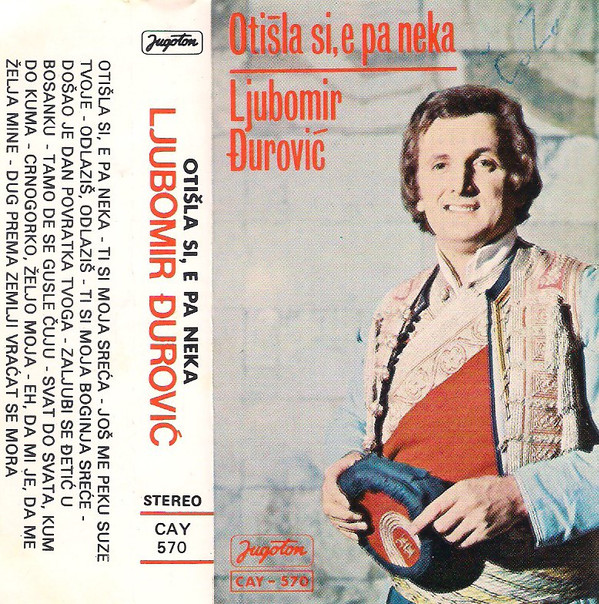 OTIŠLA SI, E PA NEKA - TI SI MOJA SREĆA - JOŠ ME PEKU SUZE
TVOJE - ODLAZIŠ, ODLAZIŠ - TI SI MOJA BOGINJA SREĆE -
DOŠAO JE DAN POVRATKA TVOGA - ZALJUBI SE ĐETIĆ U
BOSANKU - TAMO DE SE GUSLE ČUJU - SVAT DO SVATA, KUM
DO KUMA - CRNOGORKO, ŽELJO MOJA - EH, DA MI JE, DA ME
ŽELJA MINE - DUG PREMA ZEMLJI VRAĆAT SE MORA
Jugoton
OTIŠLA SI, E PA NEKA
LJUBOMIR ĐUROVIĆ
STEREO
CAY
570
Otišla si, e pa neka
Ljubomir
Đurović
Jugoton
CAY - 570